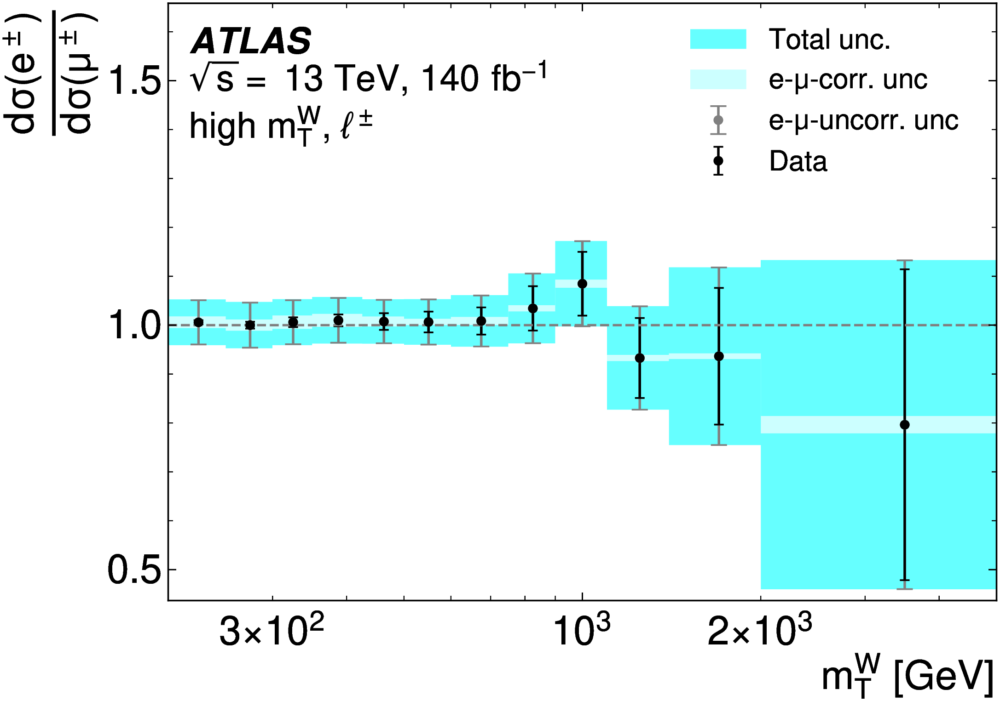 dσ(e±)
dσ(μ±)
ATLAS
√s = 13 TeV, 140 fb⁻¹
high m_T^W, ℓ±
Total unc.
e-μ-corr. unc
e-μ-uncorr. unc
Data
1.5
1.0
0.5
3×10²
10³
2×10³
m_T^W [GeV]